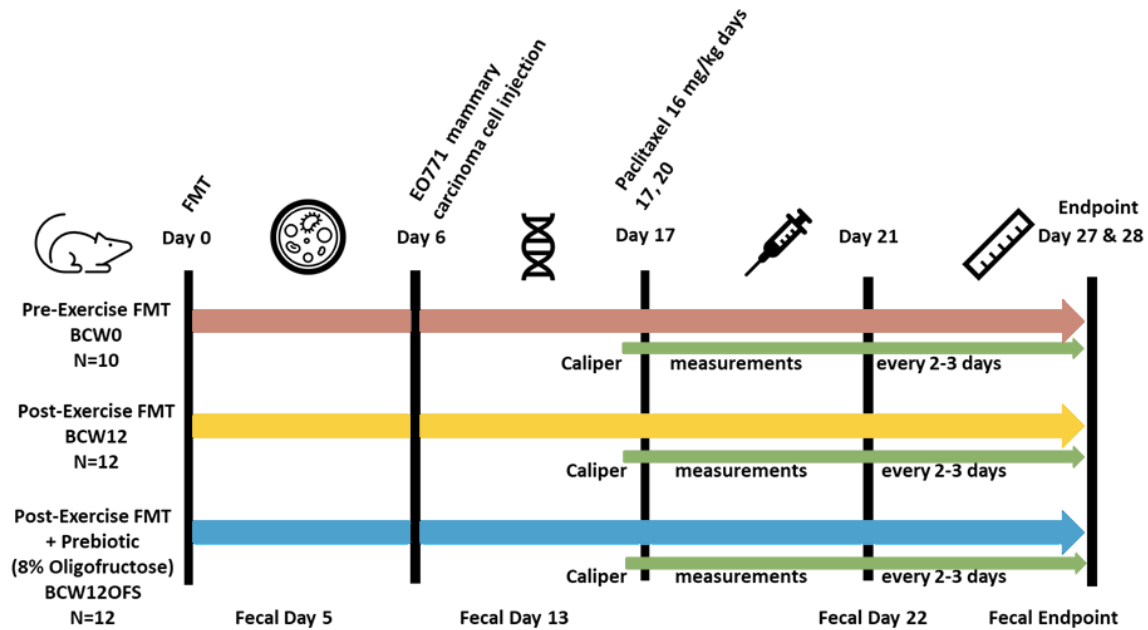 FMT
EO771 mammary
carcinoma cell injection
Paclitaxel 16 mg/kg days
17, 20
Endpoint
Day 0
Day 6
Day 17
Day 21
Day 27 & 28
Pre-Exercise FMT
BCW0
N=10
Caliper measurements every 2-3 days
Post-Exercise FMT
BCW12
N=12
Caliper measurements every 2-3 days
Post-Exercise FMT
+ Prebiotic
(8% Oligofructose)
BCW12OFS
N=12
Caliper measurements every 2-3 days
Fecal Day 5
Fecal Day 13
Fecal Day 22
Fecal Endpoint